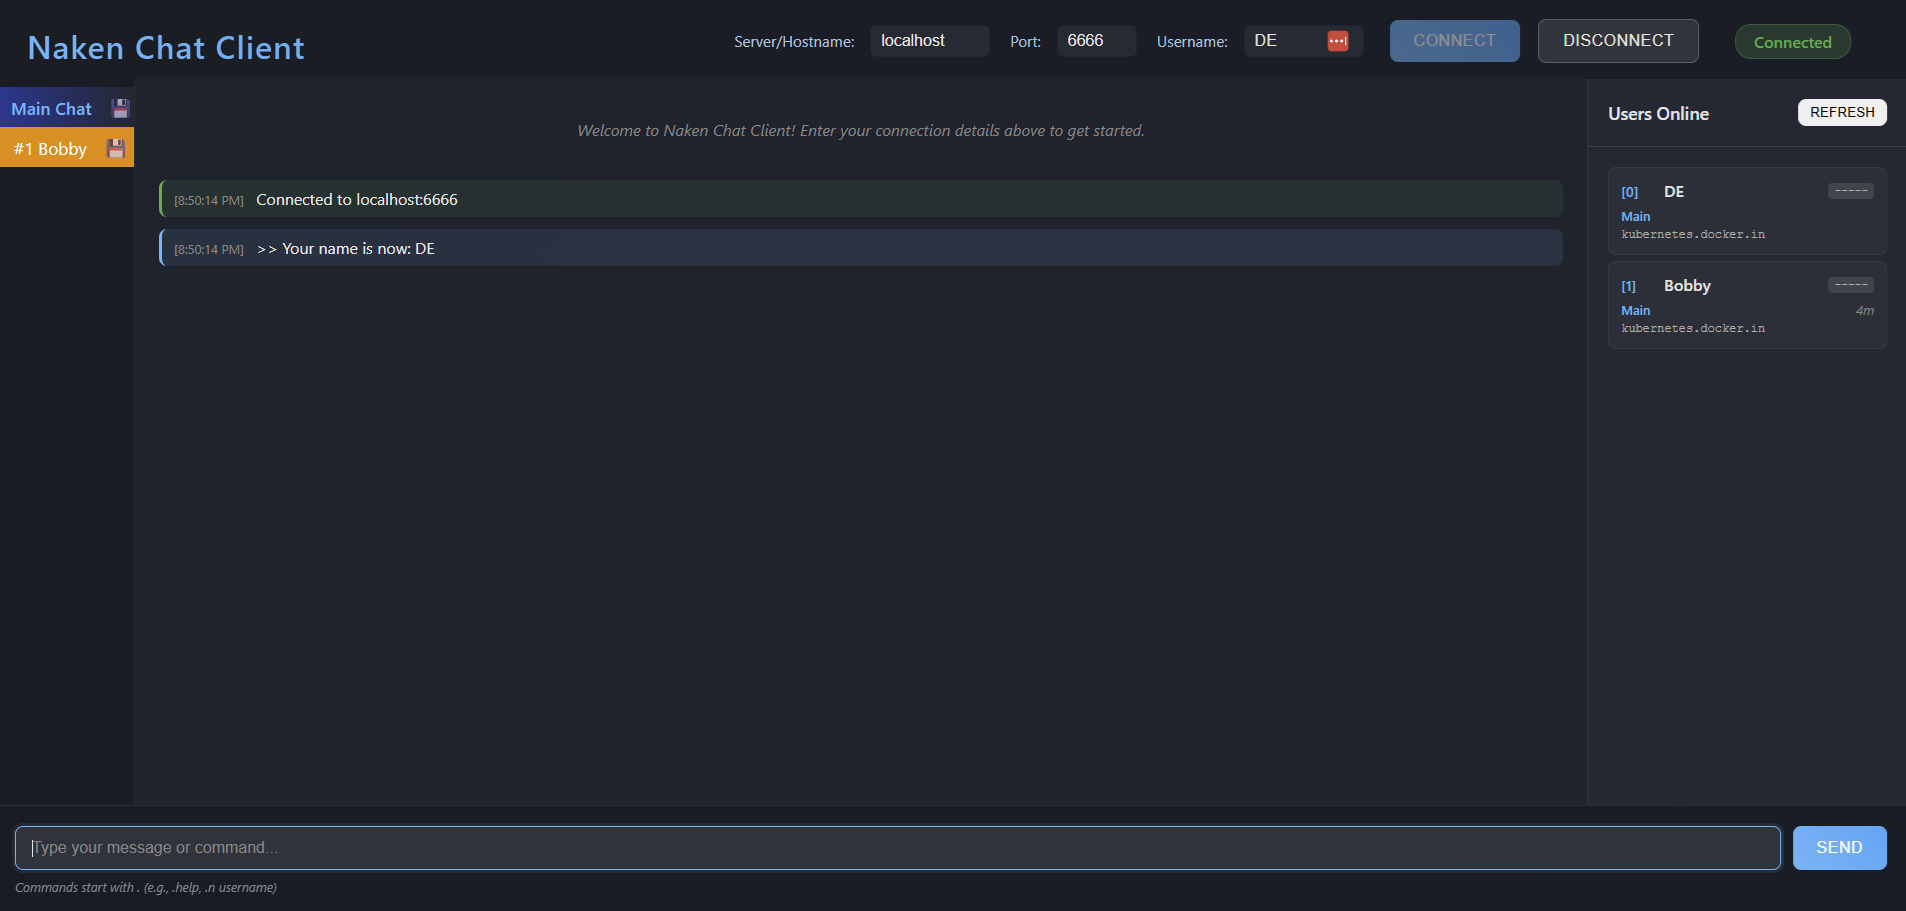 Naken Chat Client
Server/Hostname: localhost Port: 6666 Username: DE CONNECT DISCONNECT Connected
Main Chat
#1 Bobby
Welcome to Naken Chat Client! Enter your connection details above to get started.
[8:50:14 PM] Connected to localhost:6666
[8:50:14 PM] >> Your name is now: DE
Users Online REFRESH
[0] DE -----
Main
kubernetes.docker.in
[1] Bobby -----
Main 4m
kubernetes.docker.in
Type your message or command... SEND
Commands start with . (e.g., .help, .n username)